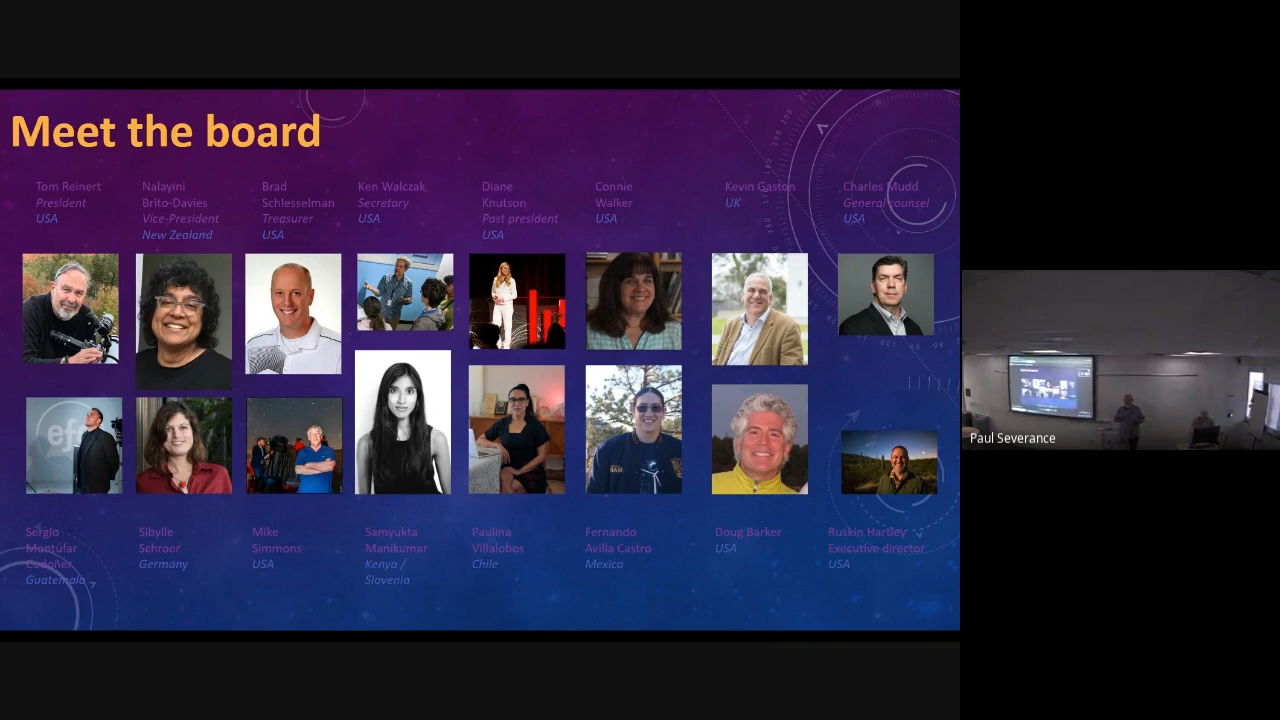 Meet the board
Tom Reinert
President
USA
Nalayini
Brito-Davies
Vice-President
New Zealand
Brad
Schlesselman
Treasurer
USA
Ken Walczak
Secretary
USA
Diane
Knutson
Past president
USA
Connie
Walker
USA
Kevin Gaston
UK
Charles Mudd
General counsel
USA
Sergio
Montúfar
Codoñer
Guatemala
Sibylle
Schroer
Germany
Mike
Simmons
USA
Samyukta
Manikumar
Kenya /
Slovenia
Paulina
Villalobos
Chile
Fernando
Avilla Castro
Mexico
Doug Barker
USA
Ruskin Hartley
Executive director
USA
Paul Severance